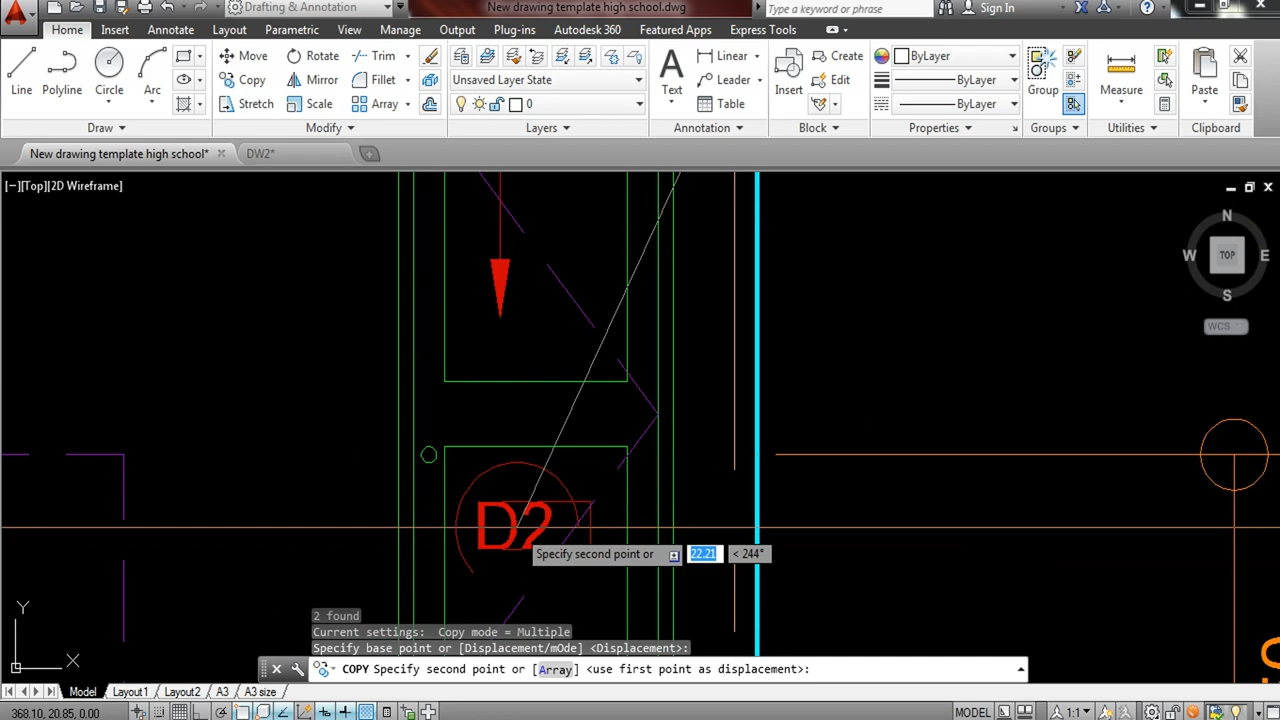 Drafting & Annotation
New drawing template high school.dwg
Type a keyword or phrase
Sign In
Home Insert Annotate Layout Parametric View Manage Output Plug-ins Autodesk 360 Featured Apps Express Tools
Line
Polyline
Circle
Arc
Move
Rotate
Trim
Copy
Mirror
Fillet
Stretch
Scale
Array
Unsaved Layer State
0
Text
Linear
Leader
Table
Insert
Create
Edit
ByLayer
ByLayer
ByLayer
Group
Measure
Paste
Draw
Modify
Layers
Annotation
Block
Properties
Groups
Utilities
Clipboard
New drawing template high school*
DW2*
[−][Top][2D Wireframe]
N
W
TOP
E
S
WCS
D2
Specify second point or
22.21
< 244°
Y
X
2 found
Current settings: Copy mode = Multiple
Specify base point or [Displacement/mOde] <Displacement>:
COPY Specify second point or [Array] <use first point as displacement>:
Model Layout1 Layout2 A3 A3 size
368.10, 20.85, 0.00
MODEL
1:1